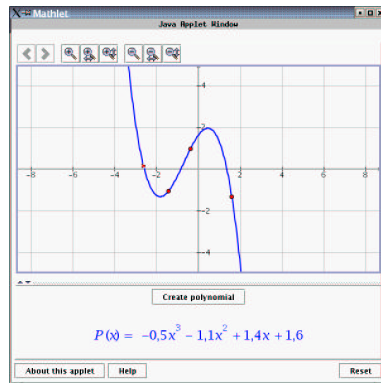 Mathlet
Java Applet Window
4
2
-8 -6 -4 -2 2 4 6 8
-2
-4
Create polynomial
P(x) = -0,5x³ - 1,1x² + 1,4x + 1,6
About this applet Help Reset